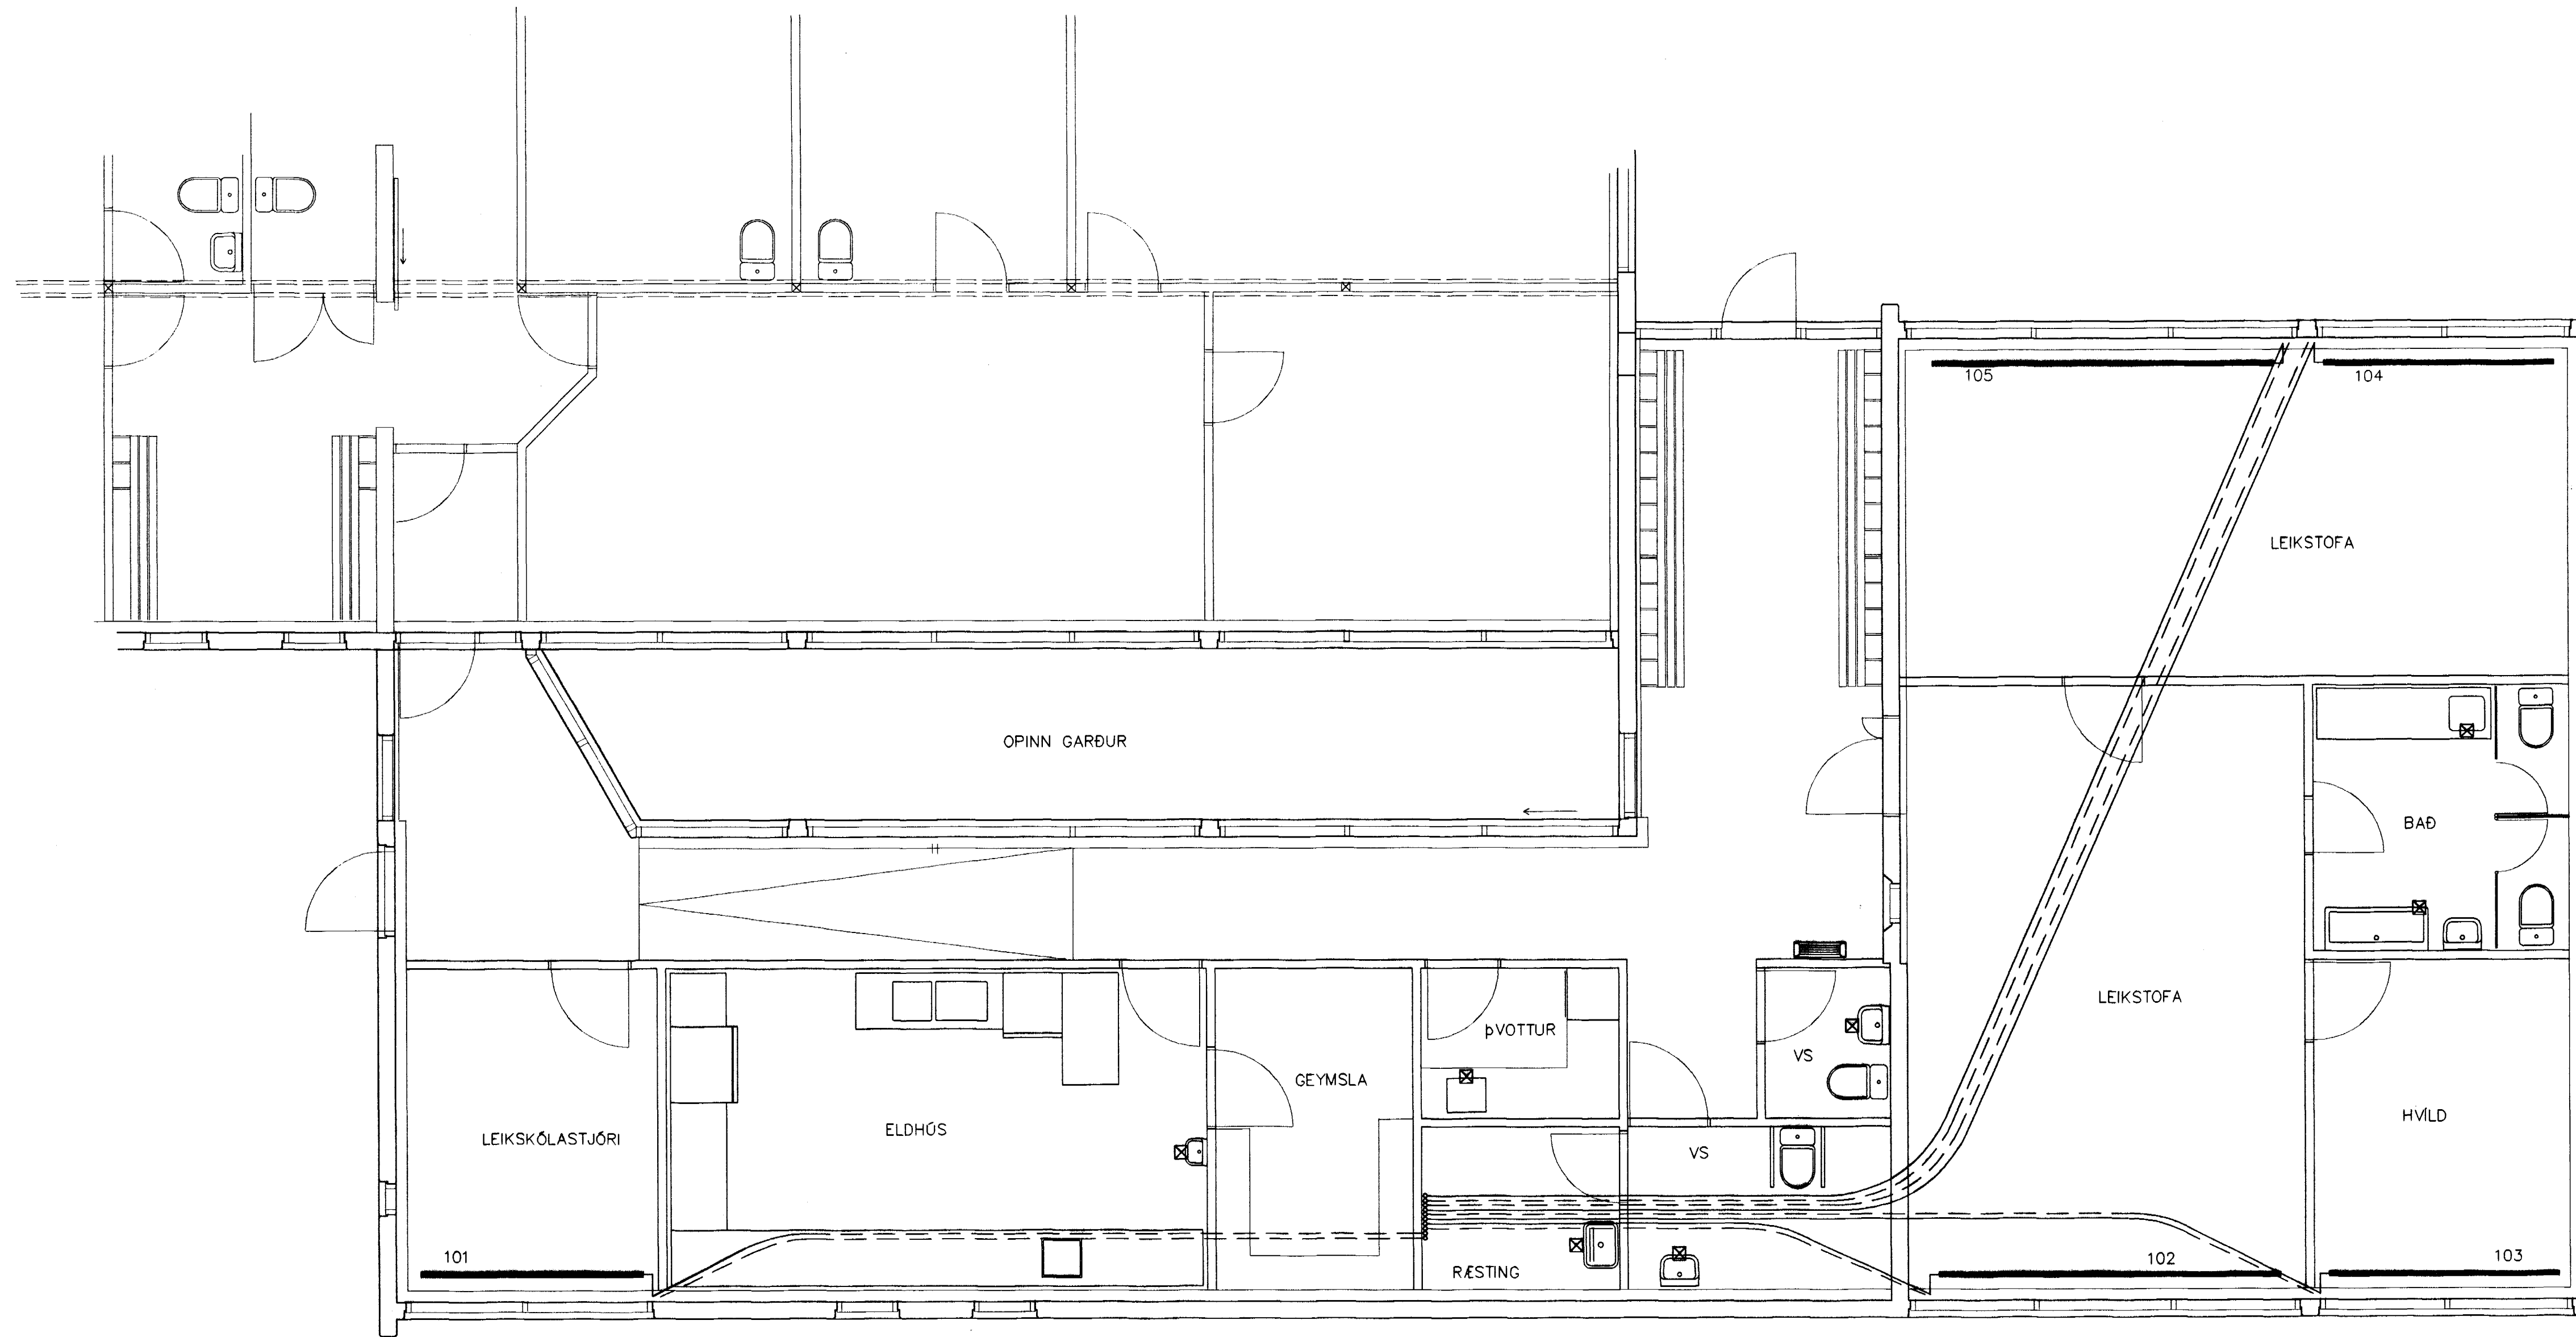 105
104
LEIKSTOFA
OPINN GARÐUR
BAÐ
LEIKSTOFA
ÞVOTTUR
VS
GEYMSLA
HVÍLD
ELDHÚS
LEIKSKÓLASTJÓRI
VS
101
102
103
RÆSTING